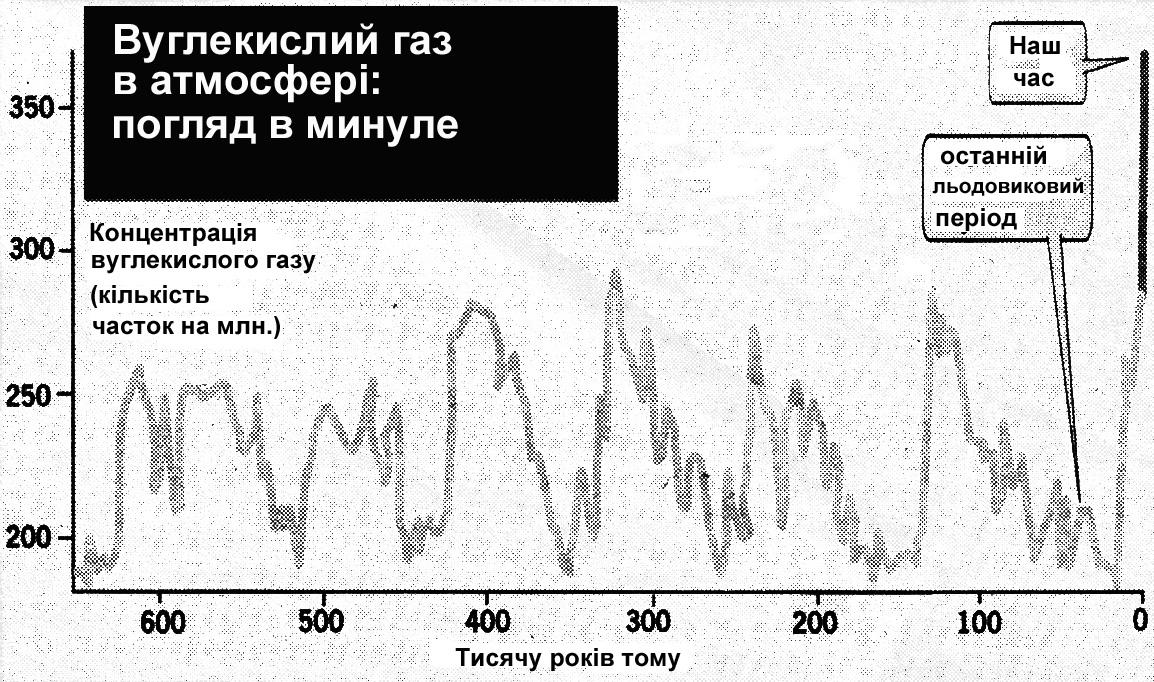 Вуглекислий газ
в атмосфері:
погляд в минуле
Наш
час
350
останній
льодовиковий
період
Концентрація
вуглекислого газу
(кількість
часток на млн.)
300
250
200
600 500 400 300 200 100 0
Тисячу років тому